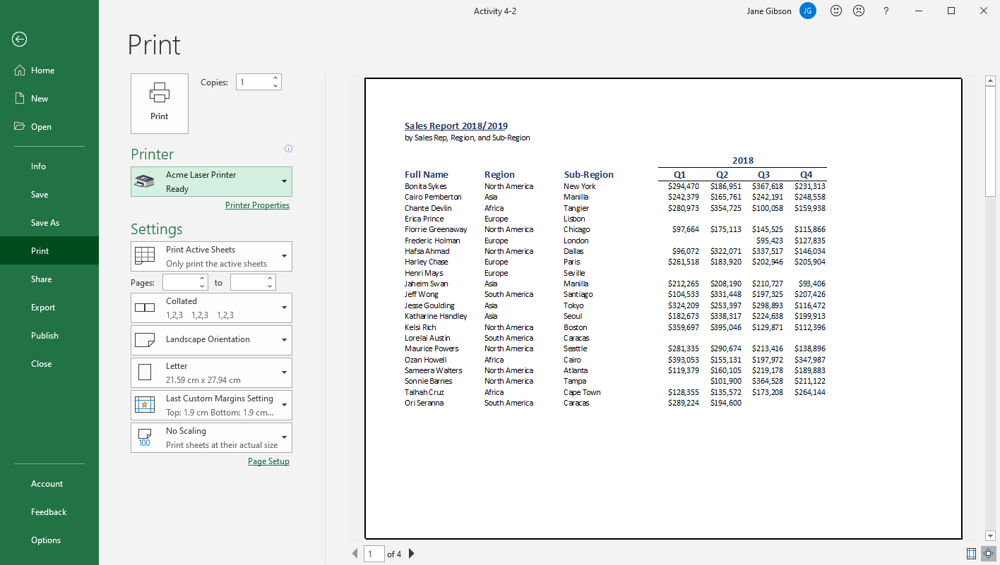 Activity 4-2
Jane Gibson JG ?
Home
New
Open
Info
Save
Save As
Print
Share
Export
Publish
Close
Account
Feedback
Options
Print
Print
Copies: 1
Printer
Acme Laser Printer
Ready
Printer Properties
Settings
Print Active Sheets
Only print the active sheets
Pages: to
Collated
1,2,3 1,2,3 1,2,3
Landscape Orientation
Letter
21.59 cm x 27.94 cm
Last Custom Margins Setting
Top: 1.9 cm Bottom: 1.9 cm...
No Scaling
100 Print sheets at their actual size
Page Setup
Sales Report 2018/2019
by Sales Rep, Region, and Sub-Region
2018
Full Name Region Sub-Region Q1 Q2 Q3 Q4
Bonita Sykes North America New York $294,470 $186,951 $367,618 $231,313
Cairo Pemberton Asia Manilla $242,379 $165,761 $242,191 $248,558
Chante Devlin Africa Tangier $280,973 $354,725 $100,058 $159,938
Erica Prince Europe Lisbon
Florrie Greenaway North America Chicago $97,664 $175,113 $145,525 $115,866
Frederic Holman Europe London $95,423 $127,835
Hafsa Ahmad North America Dallas $96,072 $322,071 $337,517 $146,034
Harley Chase Europe Paris $261,518 $183,920 $202,946 $205,904
Henri Mays Europe Seville
Jaheim Swan Asia Manilla $212,265 $208,190 $210,727 $93,406
Jeff Wong South America Santiago $104,533 $331,448 $197,325 $207,426
Jesse Goulding Asia Tokyo $324,209 $253,397 $298,893 $116,472
Katharine Handley Asia Seoul $182,673 $338,317 $224,638 $199,913
Kelsi Rich North America Boston $359,697 $395,046 $129,871 $112,396
Lorelai Austin South America Caracas
Maurice Powers North America Seattle $281,335 $290,674 $213,416 $138,896
Ozan Howell Africa Cairo $393,053 $155,131 $197,972 $347,987
Sameera Walters North America Atlanta $119,379 $160,105 $219,178 $189,883
Sonnie Barnes North America Tampa $101,900 $364,528 $211,122
Talhah Cruz Africa Cape Town $128,355 $135,572 $173,208 $264,144
Ori Seranna South America Caracas $289,224 $194,600
1 of 4